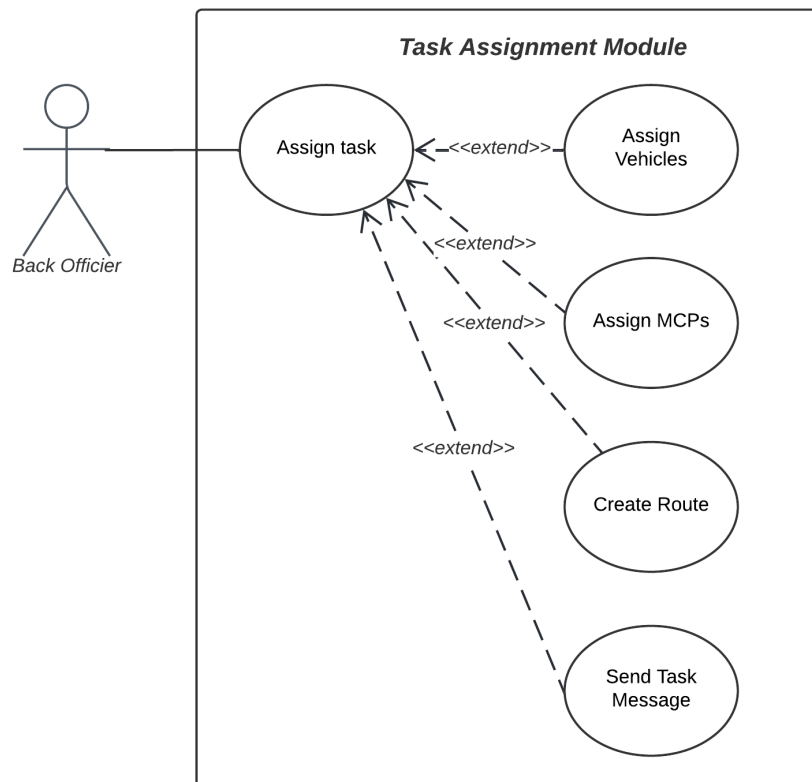 Task Assignment Module
Assign task
<<extend>>
Assign
Vehicles
Back Officier
<<extend>>
Assign MCPs
<<extend>>
<<extend>>
Create Route
Send Task
Message